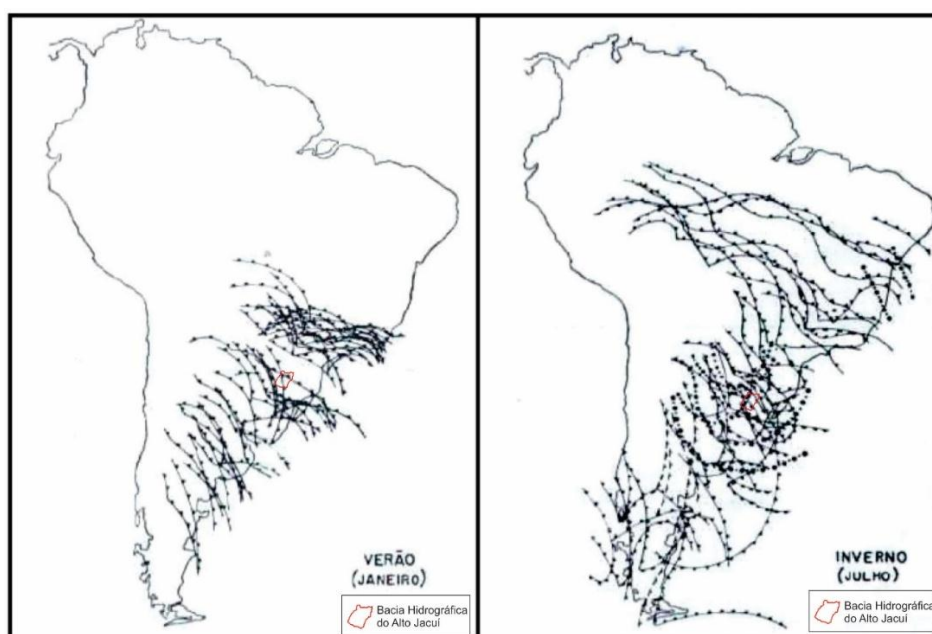 VERÃO
(JANEIRO)
Bacia Hidrográfica
do Alto Jacuí
INVERNO
(JULHO)
Bacia Hidrográfica
do Alto Jacuí